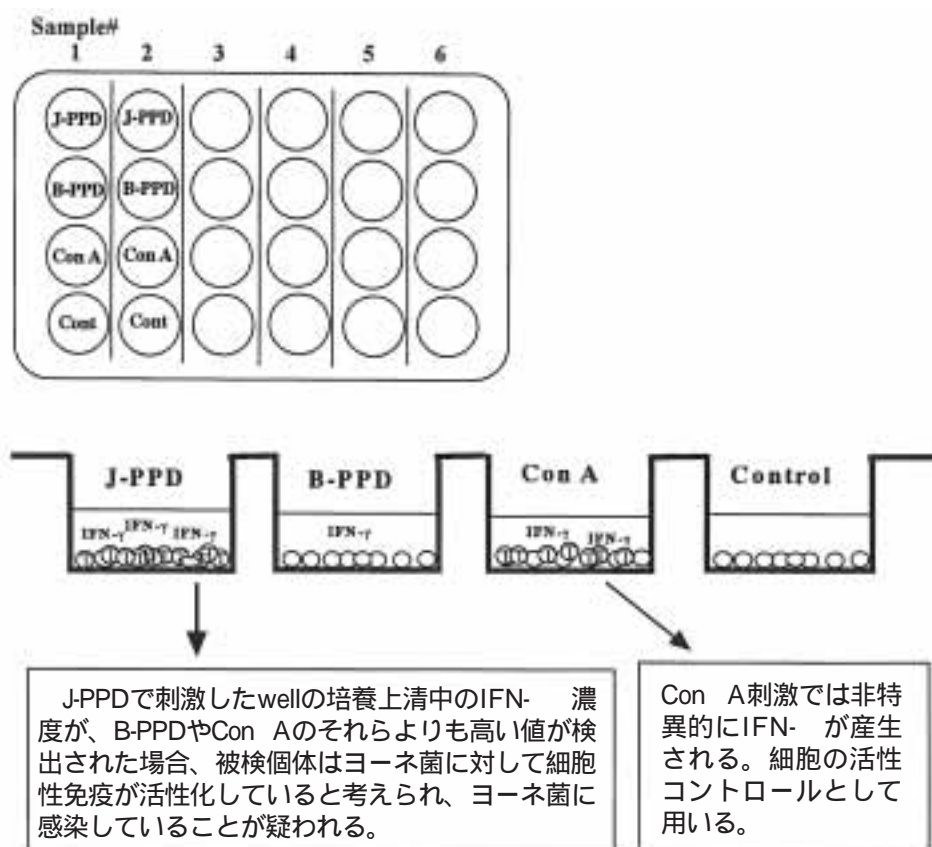 Sample#
1 2 3 4 5 6
J-PPD J-PPD
B-PPD B-PPD
Con A Con A
Cont Cont
J-PPD B-PPD Con A Control
IFN-γ IFN-γ IFN-γ IFN-γ IFN-γ IFN-γ
J-PPDで刺激したwellの培養上清中のIFN- 濃
度が、B-PPDやCon Aのそれらよりも高い値が検
出された場合、被検個体はヨーネ菌に対して細胞
性免疫が活性化していると考えられ、ヨーネ菌に
感染していることが疑われる。
Con A刺激では非特
異的にIFN- が産生
される。細胞の活性
コントロールとして
用いる。